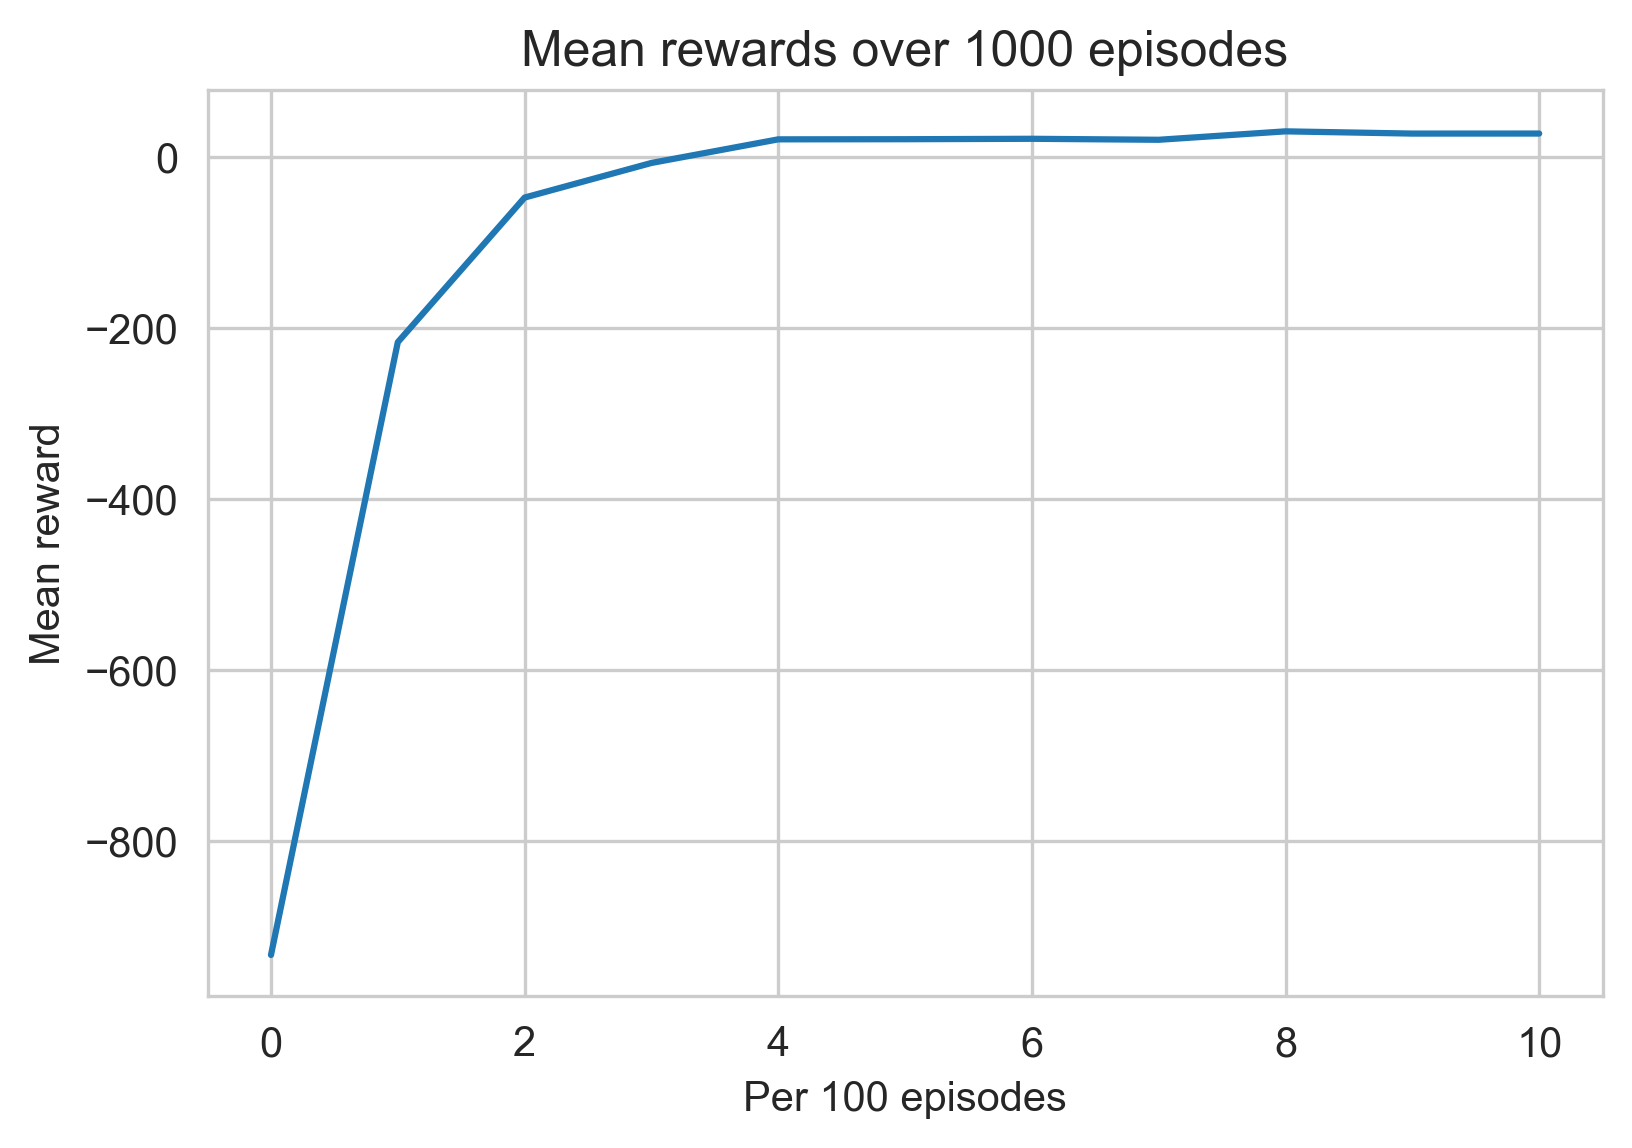 Mean rewards over 1000 episodes
0
−200
−400
−600
−800
Mean reward
0 2 4 6 8 10
Per 100 episodes